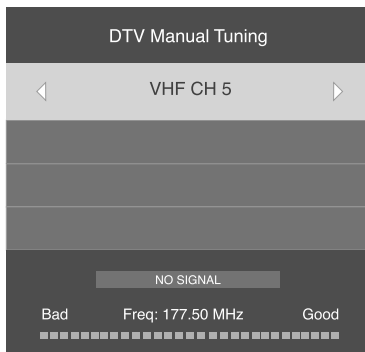 DTV Manual Tuning
VHF CH 5
NO SIGNAL
Bad Freq: 177.50 MHz Good